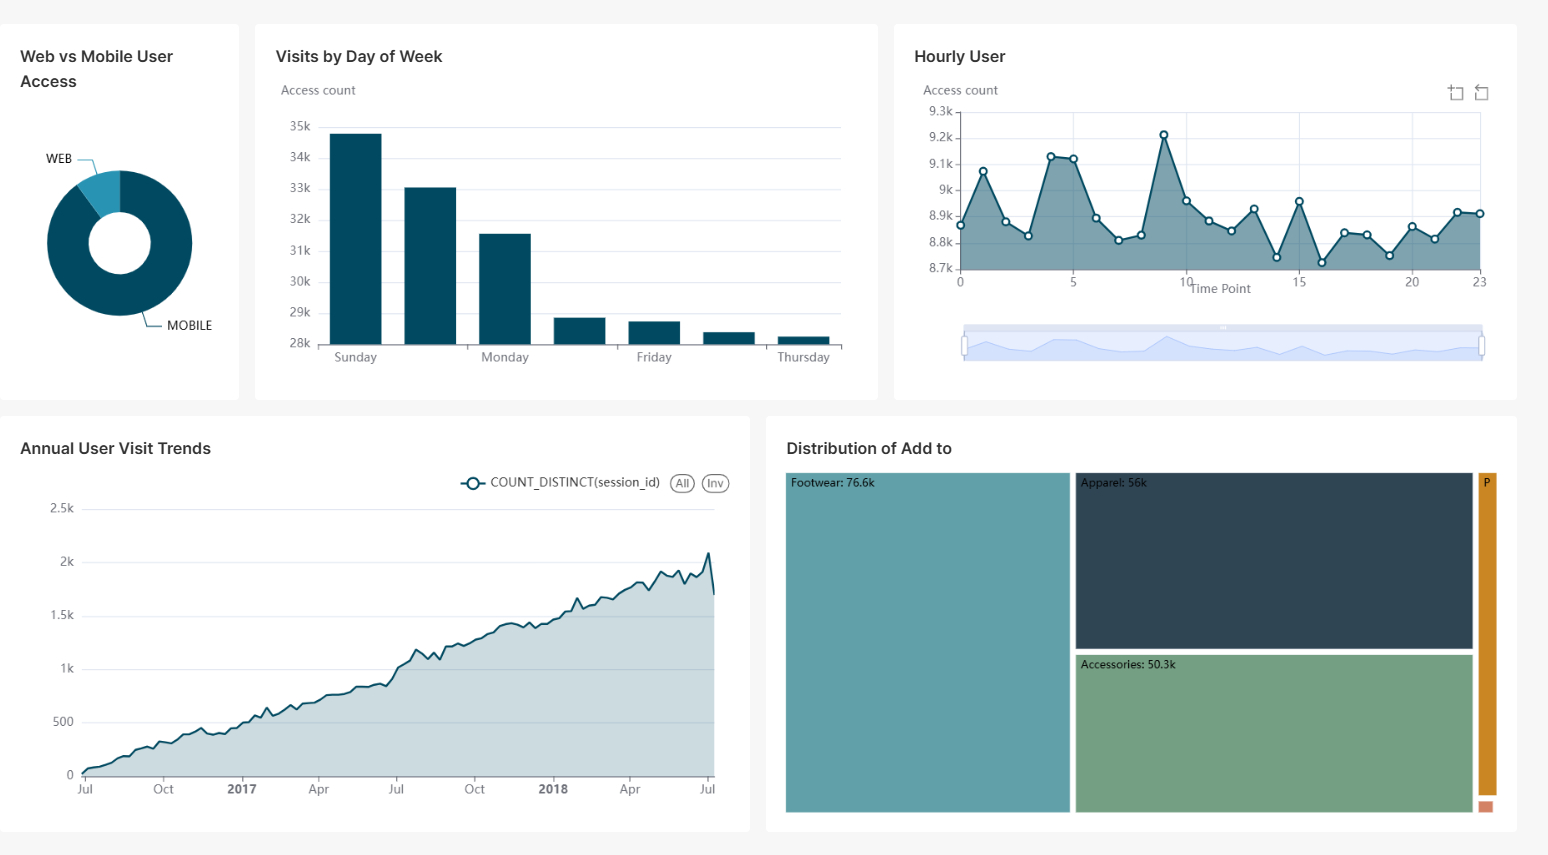 Web vs Mobile User
Access
WEB
MOBILE
Visits by Day of Week
Access count
35k
34k
33k
32k
31k
30k
29k
28k
Sunday
Monday
Friday
Thursday
Hourly User
Access count
9.3k
9.2k
9.1k
9k
8.9k
8.8k
8.7k
0
5
10
15
20
23
Time Point
Annual User Visit Trends
COUNT_DISTINCT(session_id)
All
Inv
2.5k
2k
1.5k
1k
500
0
Jul
Oct
2017
Apr
Jul
Oct
2018
Apr
Jul
Distribution of Add to
Footwear: 76.6k
Apparel: 56k
P
Accessories: 50.3k